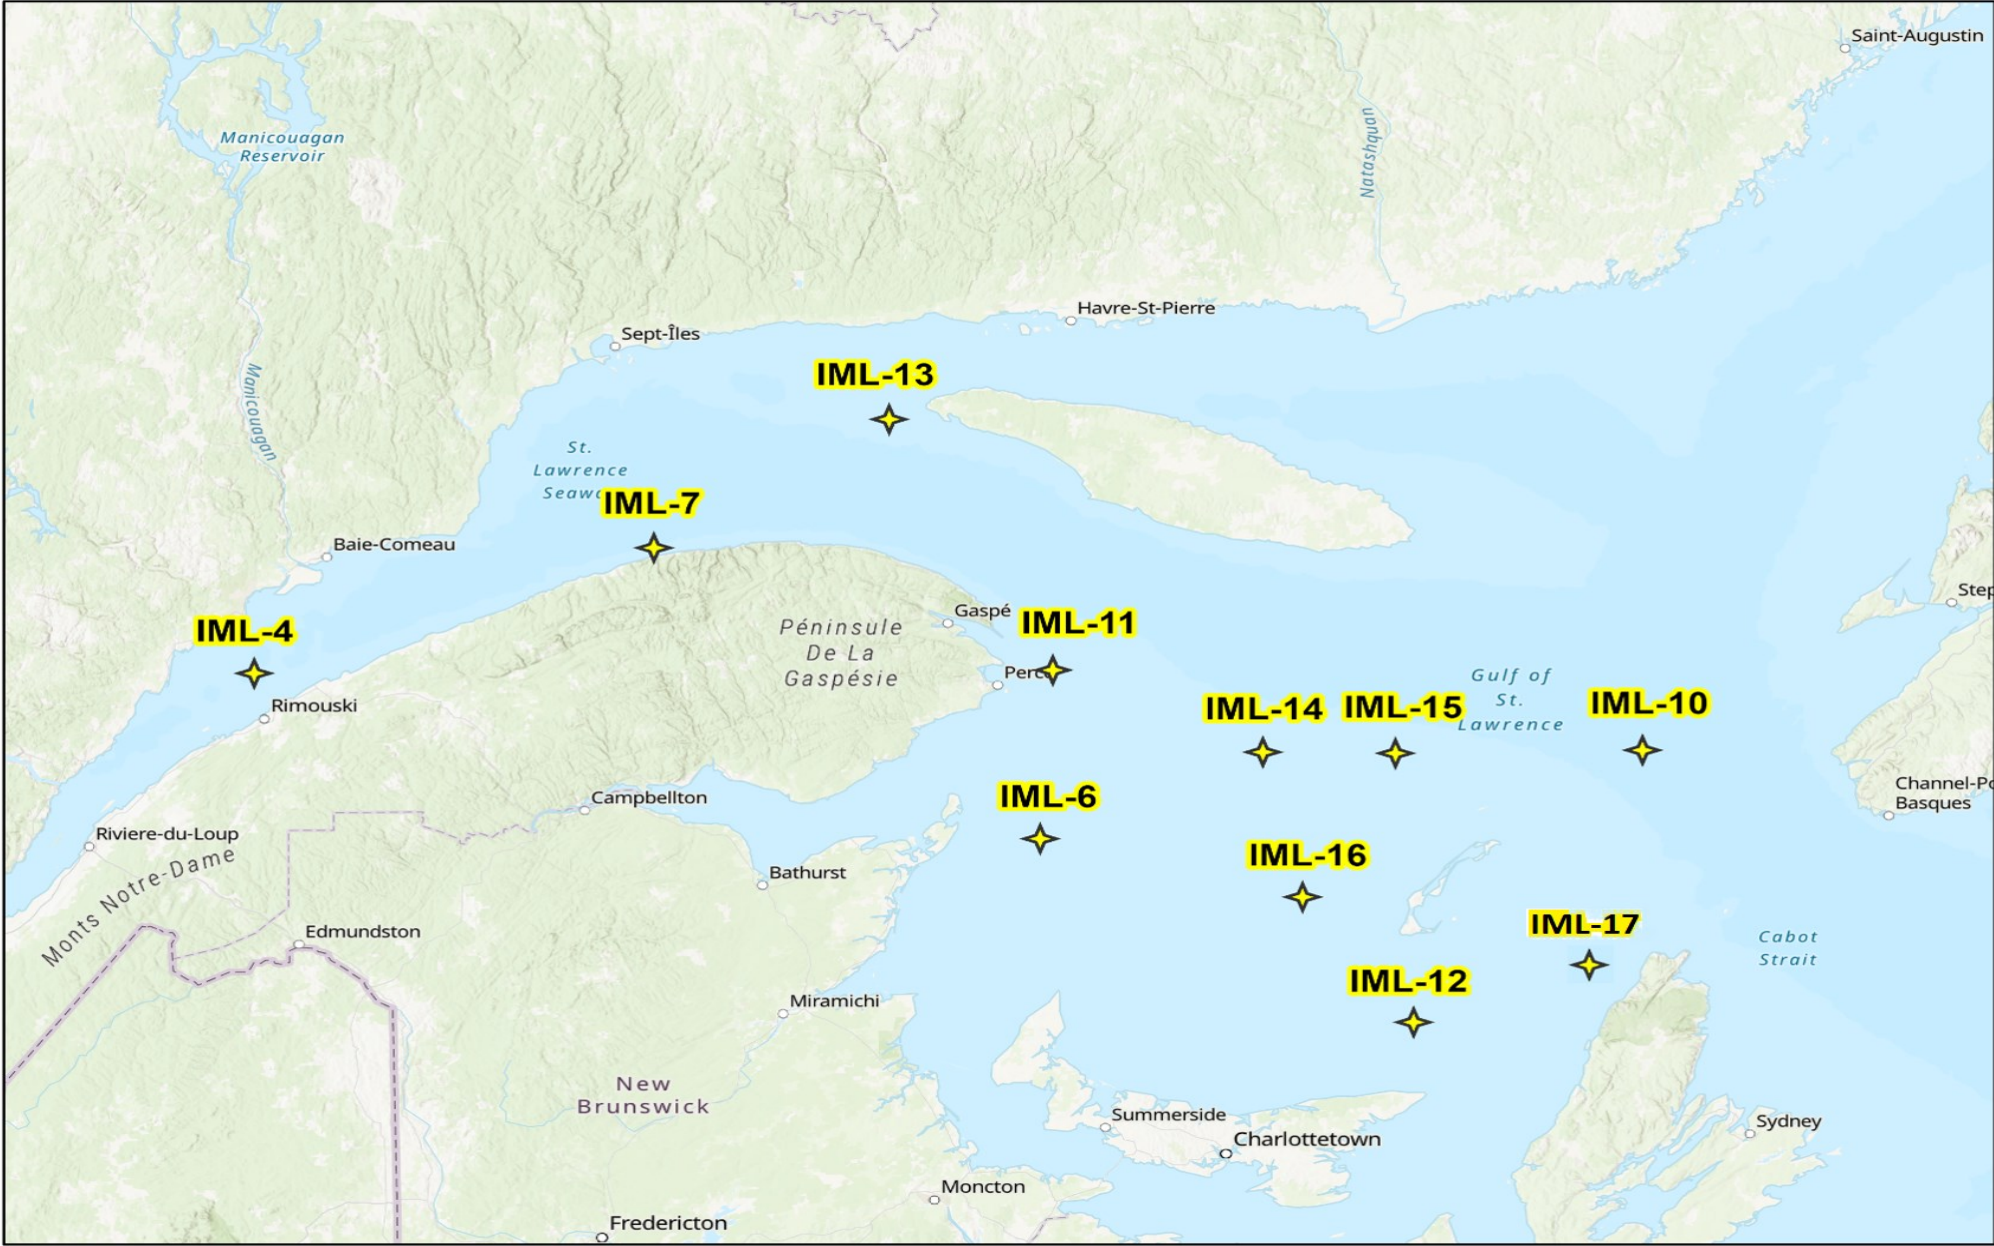 Saint-Augustin
Manicouagan
Reservoir
Natashquan
Havre-St-Pierre
Sept-Îles
IML-13
Manicouagan
St.
Lawrence
Seaw
IML-7
Baie-Comeau
Step
Gaspé
IML-11
IML-4
Péninsule
De La
Gaspésie
Perc
Gulf of
St.
Lawrence
Rimouski
IML-14
IML-15
IML-10
Channel-Po
Basques
Campbellton
IML-6
Riviere-du-Loup
Monts Notre-Dame
IML-16
Bathurst
Edmundston
IML-17
Cabot
Strait
IML-12
Miramichi
New
Brunswick
Summerside
Charlottetown
Sydney
Moncton
Fredericton